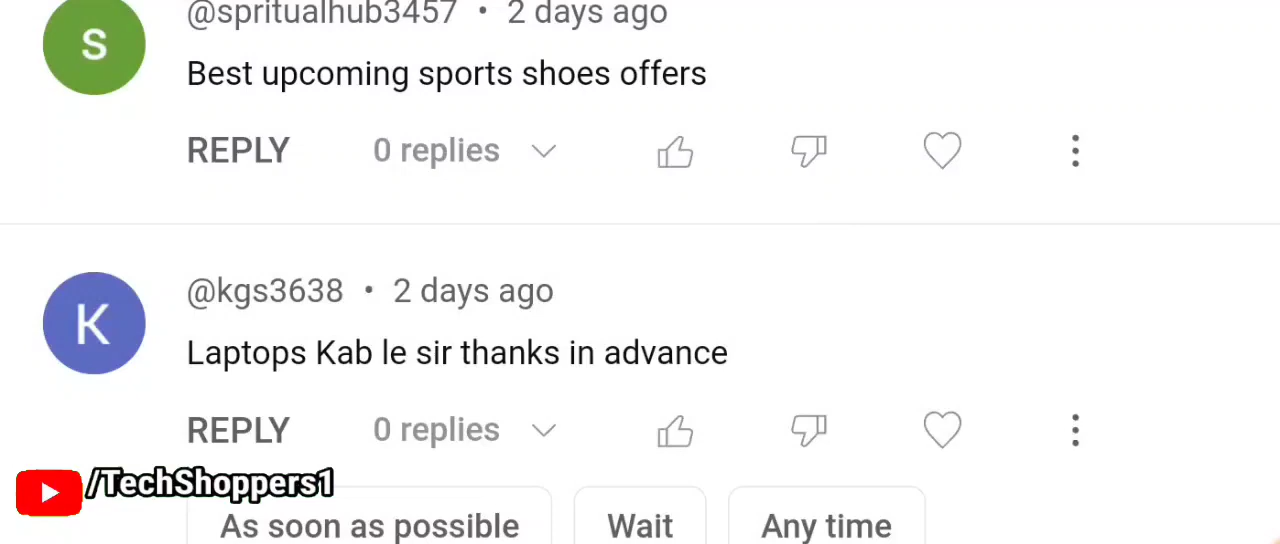 S
@spritualhub3457 • 2 days ago
Best upcoming sports shoes offers
REPLY 0 replies
K
@kgs3638 • 2 days ago
Laptops Kab le sir thanks in advance
REPLY 0 replies
/TechShoppers1
As soon as possible Wait Any time